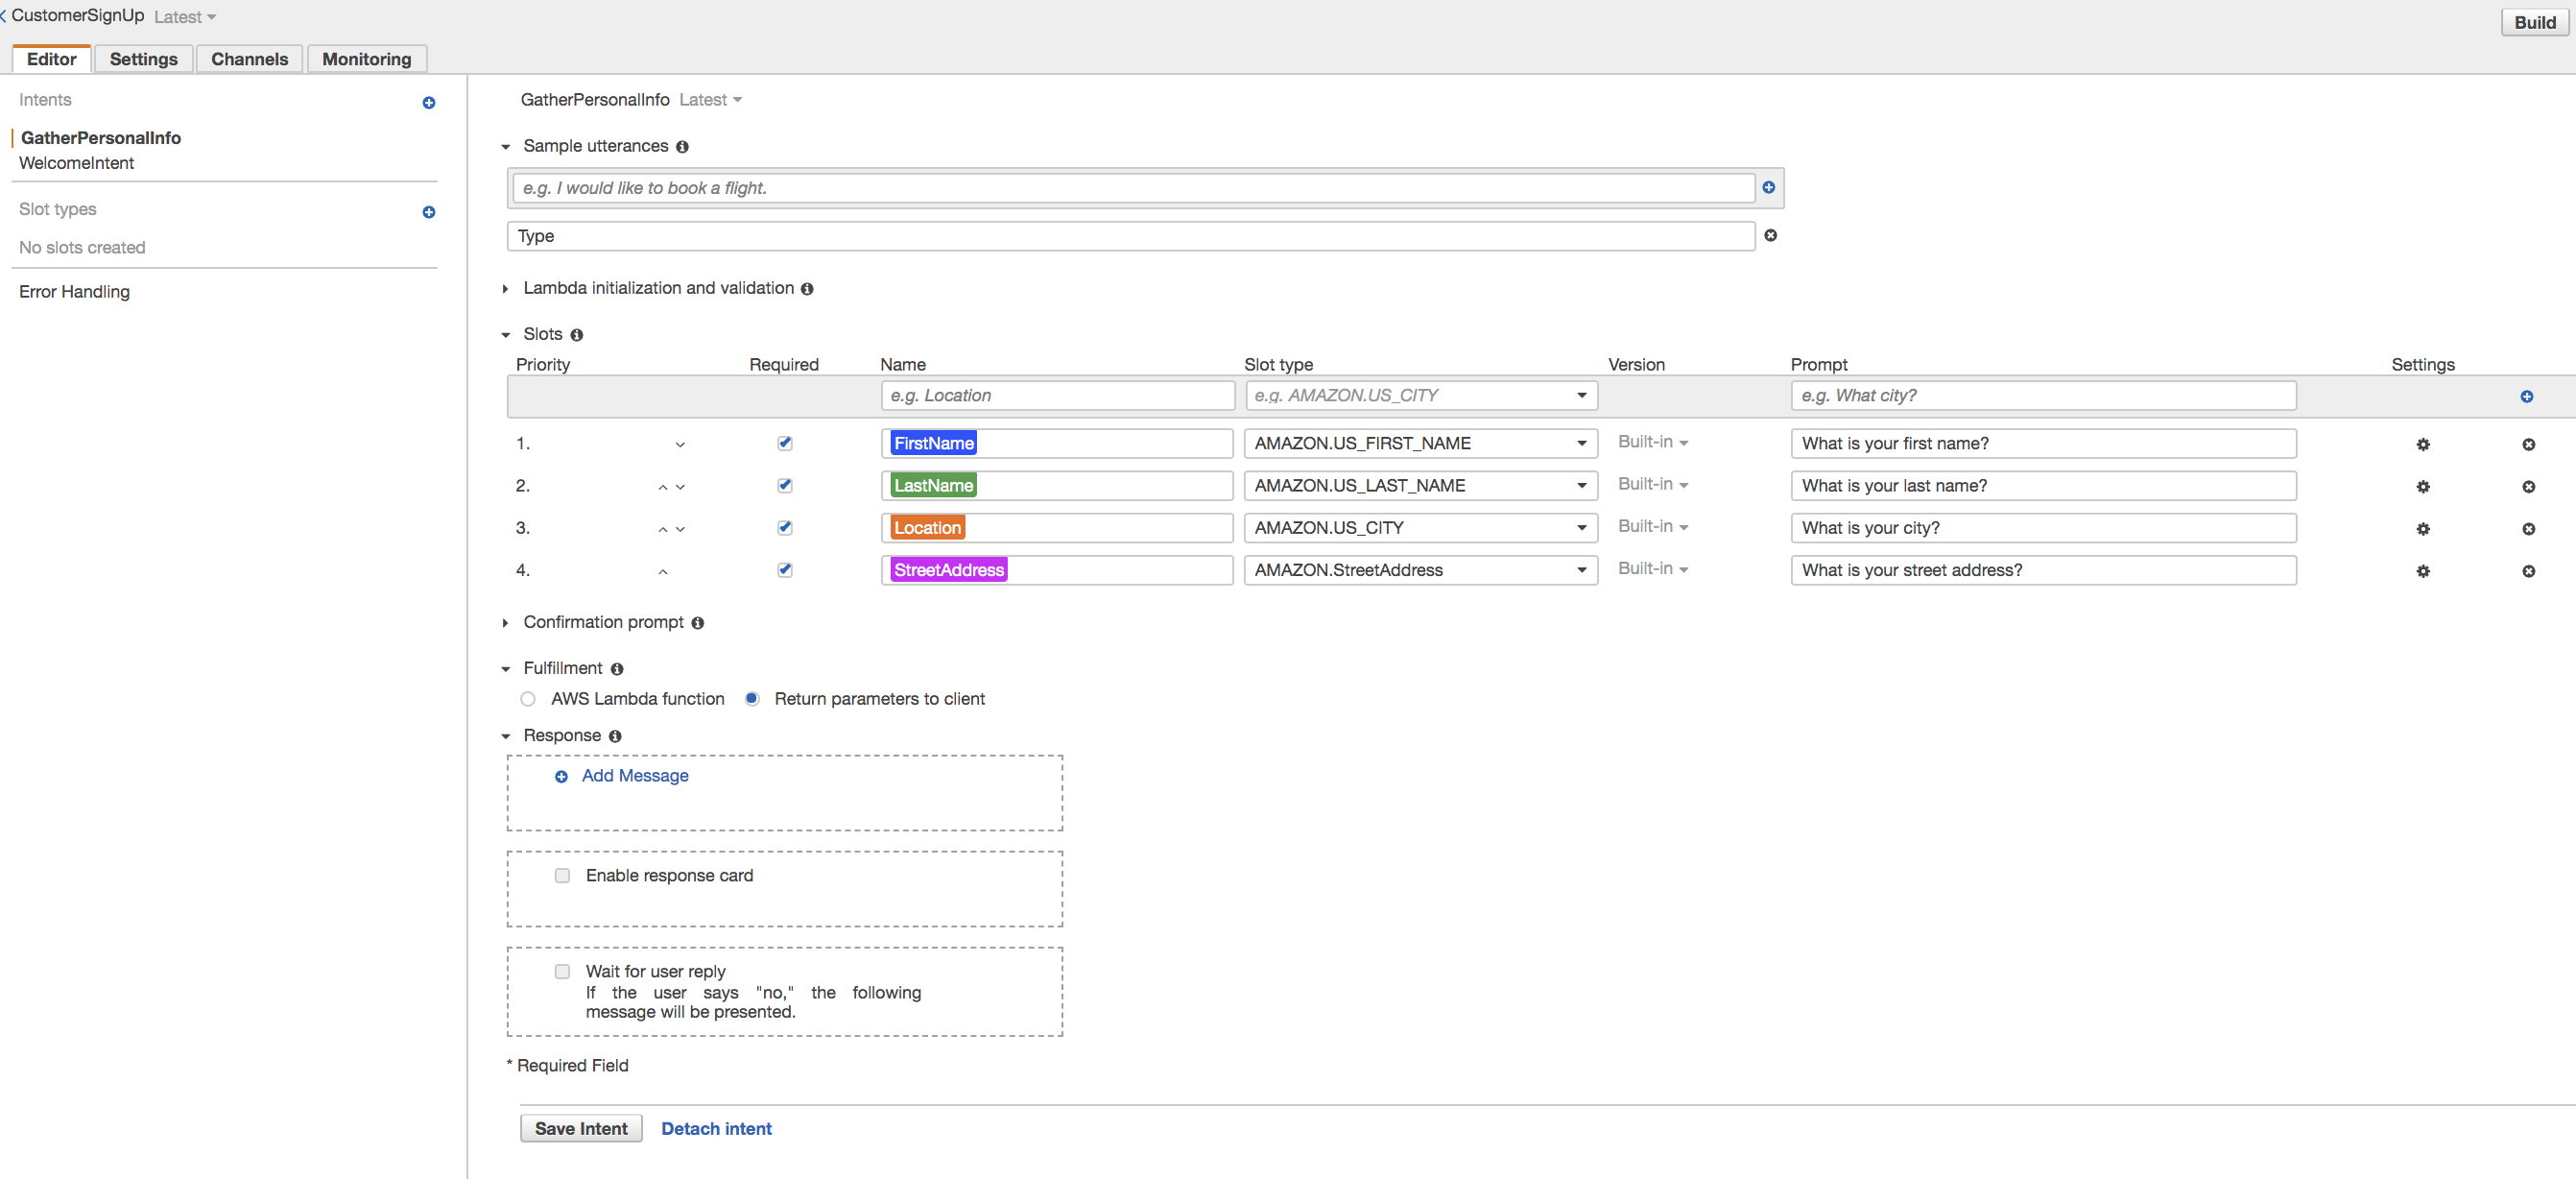 CustomerSignUp Latest
Build
Editor Settings Channels Monitoring
Intents
GatherPersonalInfo
WelcomeIntent
Slot types
No slots created
Error Handling
GatherPersonalInfo Latest
Sample utterances
e.g. I would like to book a flight.
Type
Lambda initialization and validation
Slots
Priority Required Name Slot type Version Prompt Settings
e.g. Location e.g. AMAZON.US_CITY e.g. What city?
1. FirstName AMAZON.US_FIRST_NAME Built-in What is your first name?
2. LastName AMAZON.US_LAST_NAME Built-in What is your last name?
3. Location AMAZON.US_CITY Built-in What is your city?
4. StreetAddress AMAZON.StreetAddress Built-in What is your street address?
Confirmation prompt
Fulfillment
AWS Lambda function Return parameters to client
Response
Add Message
Enable response card
Wait for user reply
If the user says "no," the following
message will be presented.
* Required Field
Save Intent Detach intent